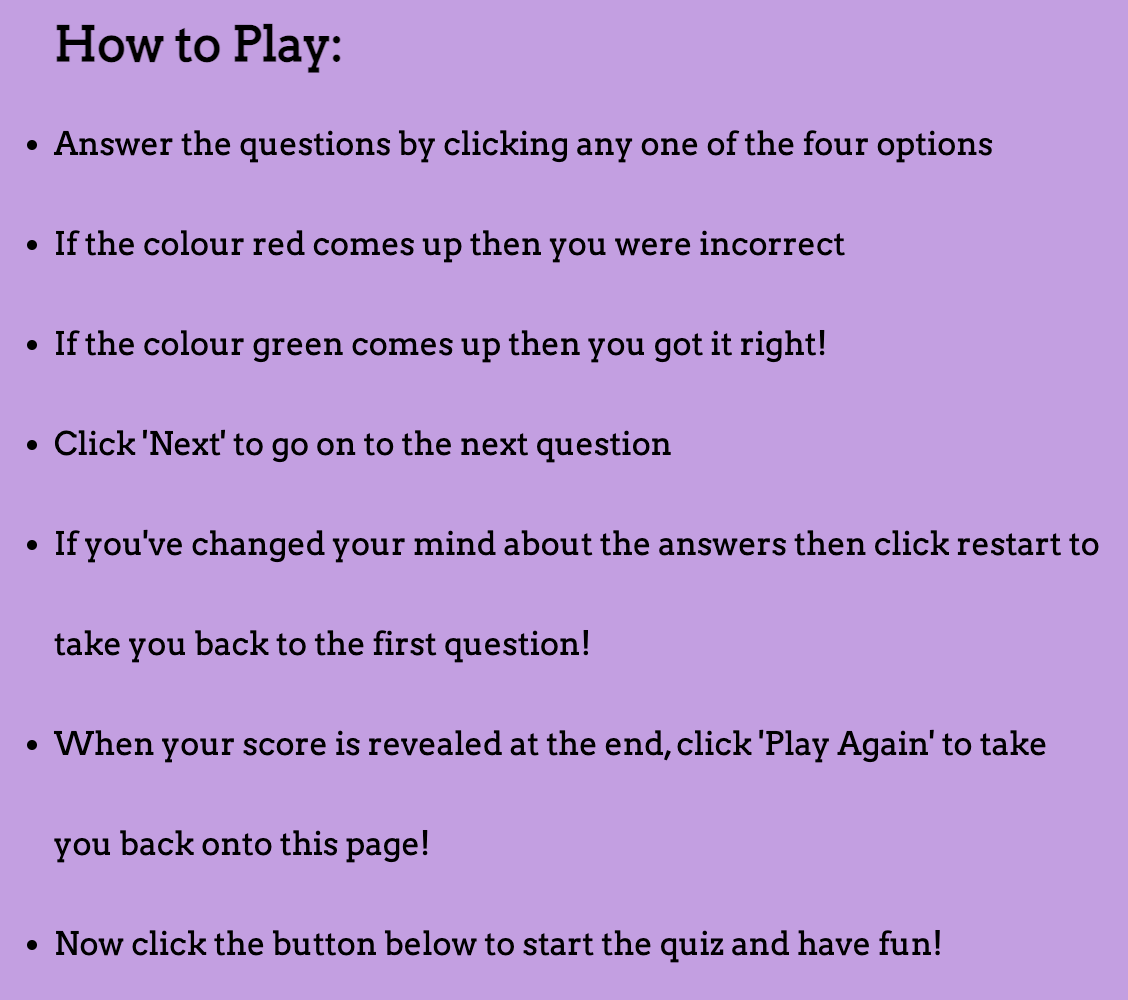 How to Play:
• Answer the questions by clicking any one of the four options
• If the colour red comes up then you were incorrect
• If the colour green comes up then you got it right!
• Click 'Next' to go on to the next question
• If you've changed your mind about the answers then click restart to
take you back to the first question!
• When your score is revealed at the end, click 'Play Again' to take
you back onto this page!
• Now click the button below to start the quiz and have fun!